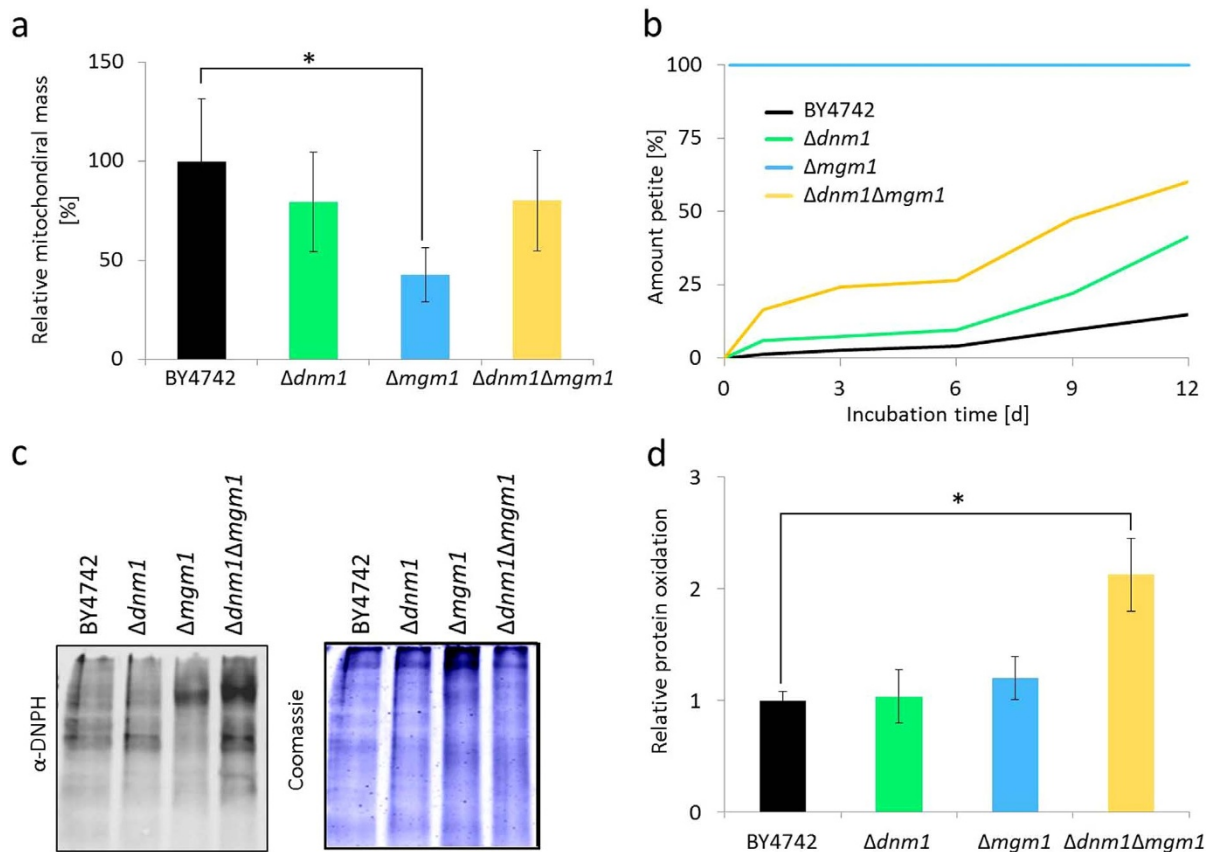 a
*
150
100
50
0
Relative mitochondiral mass
[%]
BY4742
Δdnm1
Δmgm1
Δdnm1Δmgm1
b
100
75
50
25
0
Amount petite [%]
BY4742
Δdnm1
Δmgm1
Δdnm1Δmgm1
0
3
6
9
12
Incubation time [d]
c
BY4742
Δdnm1
Δmgm1
Δdnm1Δmgm1
α-DNPH
BY4742
Δdnm1
Δmgm1
Δdnm1Δmgm1
Coomassie
d
*
3
2
1
0
Relative protein oxidation
BY4742
Δdnm1
Δmgm1
Δdnm1Δmgm1